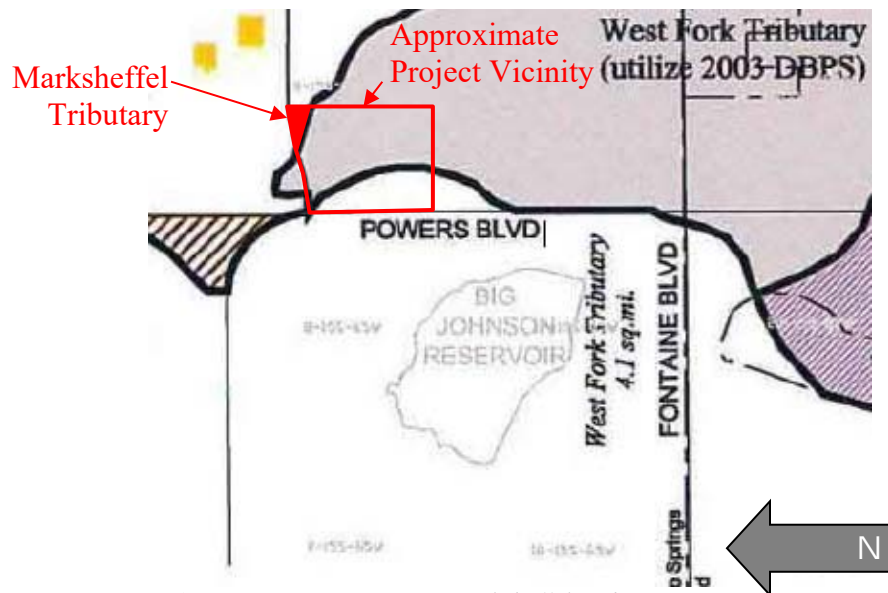 Approximate
Project Vicinity
Marksheffel
Tributary
West Fork Tributary
(utilize 2003 DBPS)
POWERS BLVD
BIG
JOHNSON
RESERVOIR
West Fork Tributary
4.1 sq.mi.
FONTAINE BLVD
Springs
N